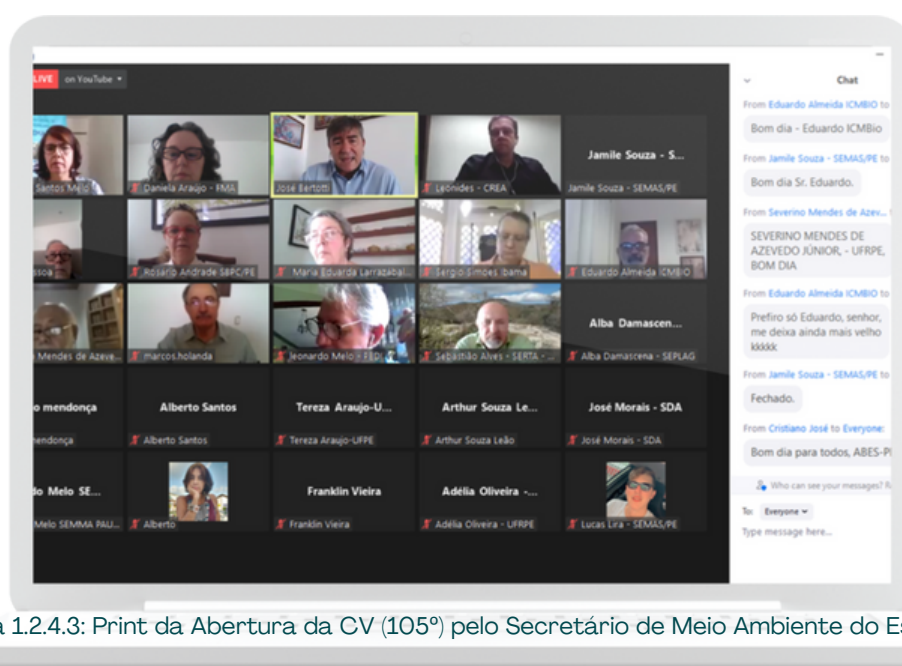 LIVE on YouTube
Santos Melo
Daniela Araújo - FMA
José Bertotti
Leonides - CREA
Jamile Souza - S...
Jamile Souza - SEMAS/PE
ssoa
Rosario Andrade SBPC/PE
Maria Eduarda Larrazabal...
Sergio Simões Ibama
Eduardo Almeida ICMBIO
Mendes de Azeve...
marcos.holanda
leonardo Melo -
Sebastião Alves - SERTA - ...
Alba Damascen...
Alba Damascena - SEPLAG
o mendonça
endonça
Alberto Santos
Alberto Santos
Tereza Araujo-U...
Tereza Araujo-UFPE
Arthur Souza Le...
Arthur Souza Leão
José Morais - SDA
José Morais - SDA
do Melo SE...
Melo SEMMA PAU...
Alberto
Franklin Vieira
Franklin Vieira
Adélia Oliveira -...
Adélia Oliveira - UFRPE
Lucas Lira - SEMAS/PE
Chat
From Eduardo Almeida ICMBIO to
Bom dia - Eduardo ICMBio
From Jamile Souza - SEMAS/PE to
Bom dia Sr. Eduardo.
From Severino Mendes de Azev...
SEVERINO MENDES DE
AZEVEDO JÚNIOR, - UFRPE,
BOM DIA
From Eduardo Almeida ICMBIO to
Prefiro só Eduardo, senhor,
me deixa ainda mais velho
kkkkk
From Jamile Souza - SEMAS/PE to
Fechado.
From Cristiano José to Everyone:
Bom dia para todos, ABES-P
Who can see your messages?
To: Everyone
Type message here...
a 1.2.4.3: Print da Abertura da CV (105º) pelo Secretário de Meio Ambiente do Es